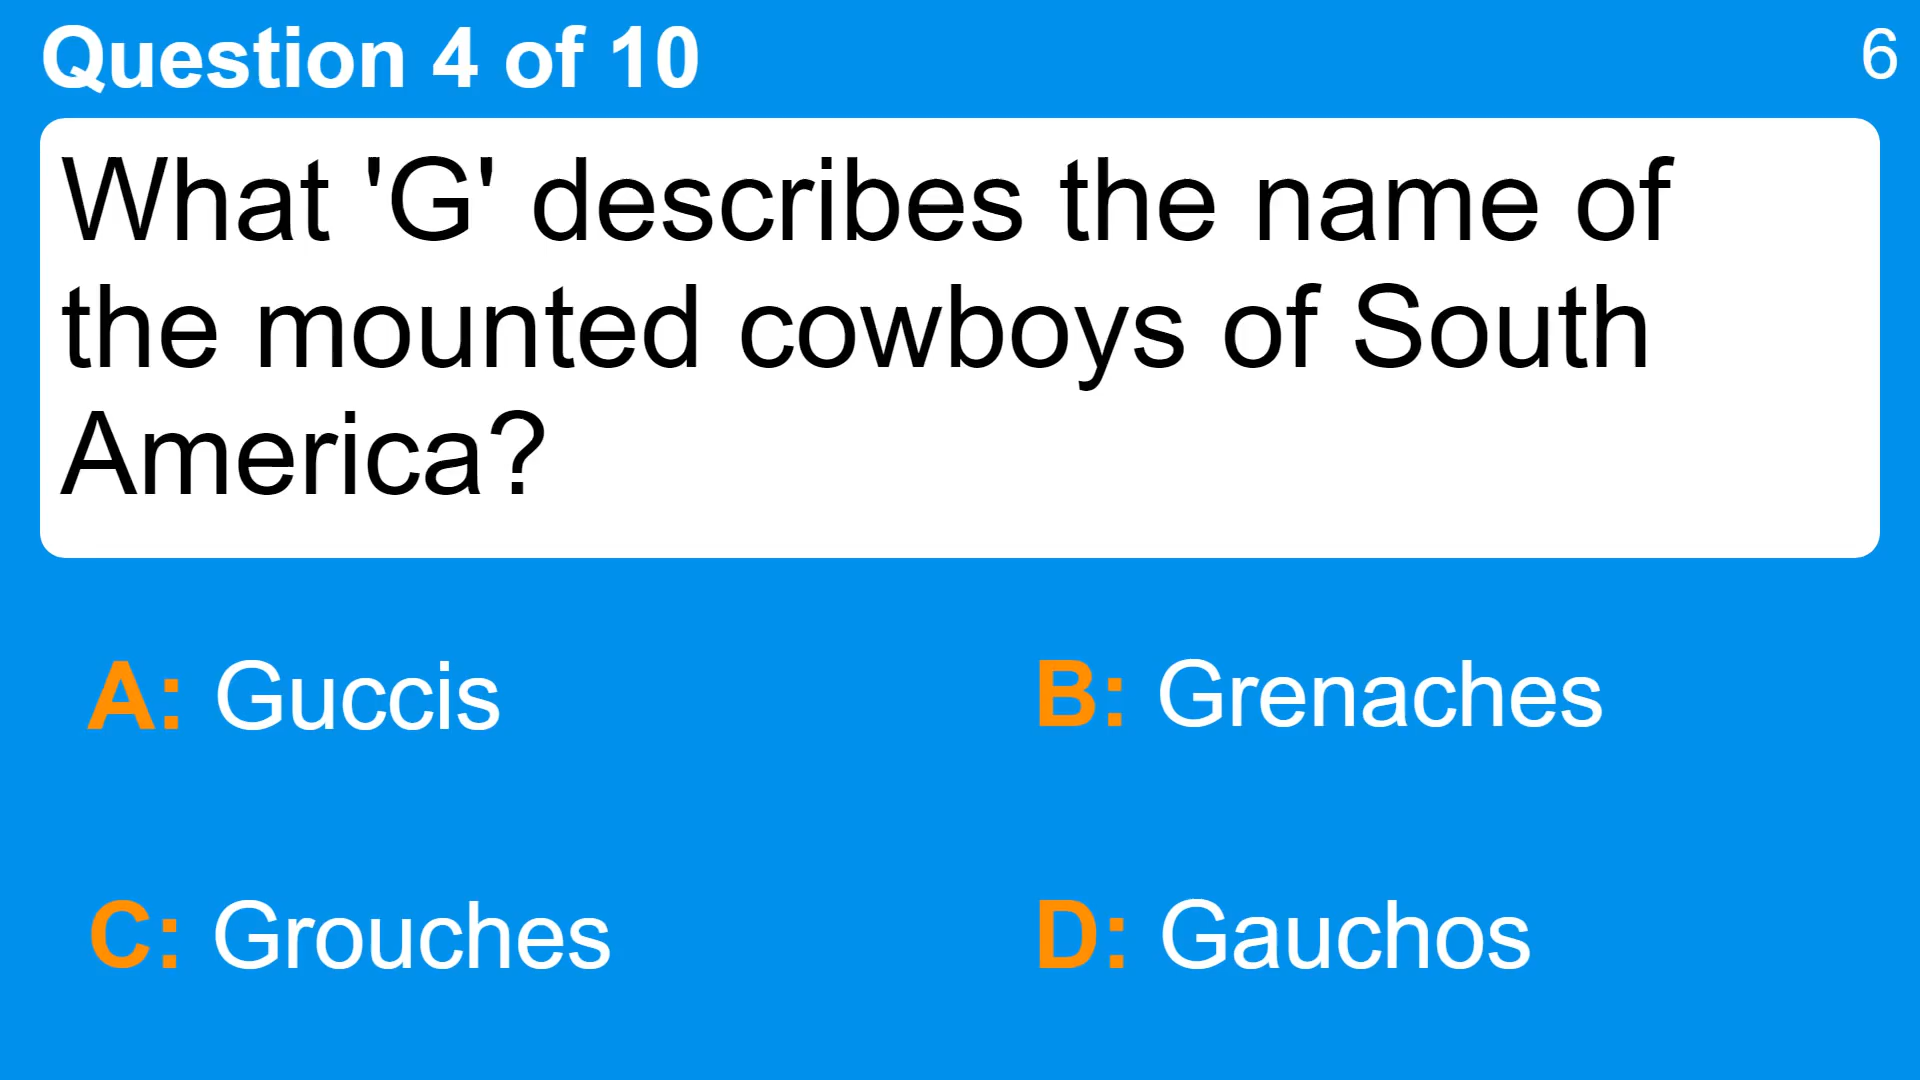 Question 4 of 10
6
What 'G' describes the name of
the mounted cowboys of South
America?
A: Guccis
B: Grenaches
C: Grouches
D: Gauchos